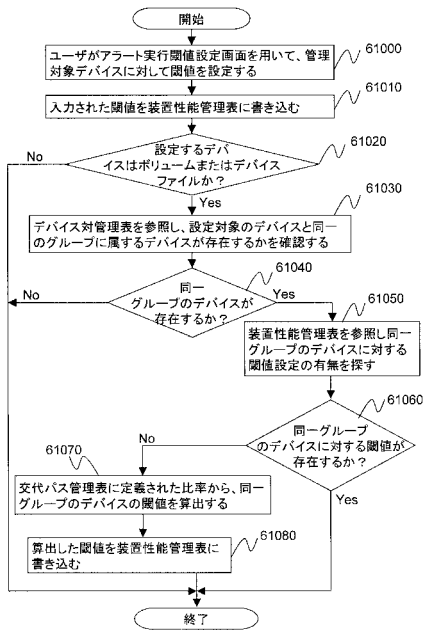 開始
ユーザがアラート実行閾値設定画面を用いて、管理
対象デバイスに対して閾値を設定する
61000
入力された閾値を装置性能管理表に書き込む
61010
設定するデバ
イスはボリュームまたはデバイス
ファイルか?
61020
No
Yes
デバイス対管理表を参照し、設定対象のデバイスと同一
のグループに属するデバイスが存在するかを確認する
61030
同一
グループのデバイスが
存在するか?
61040
No
Yes
装置性能管理表を参照し同一
グループのデバイスに対する
閾値設定の有無を探す
61050
同一グループ
のデバイスに対する閾値が
存在するか?
61060
No
Yes
61070
交代パス管理表に定義された比率から、同一
グループのデバイスの閾値を算出する
算出した閾値を装置性能管理表に
書き込む
61080
終了